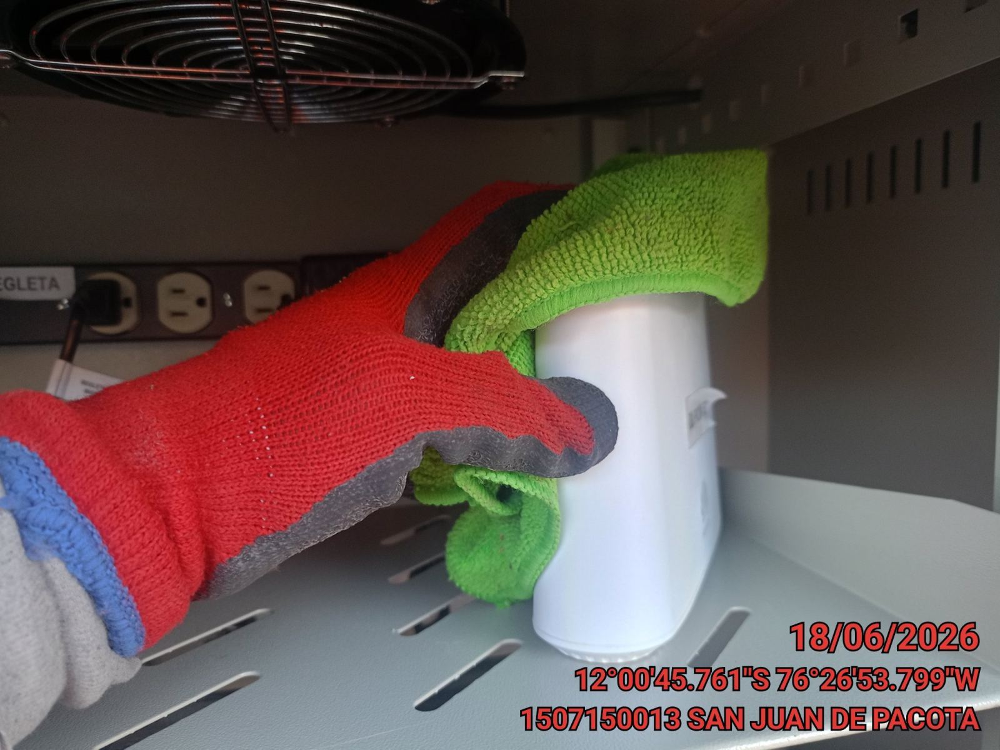 EGLETA
18/06/2026
12°00'45.761"S 76°26'53.799"W
1507150013 SAN JUAN DE PACOTA